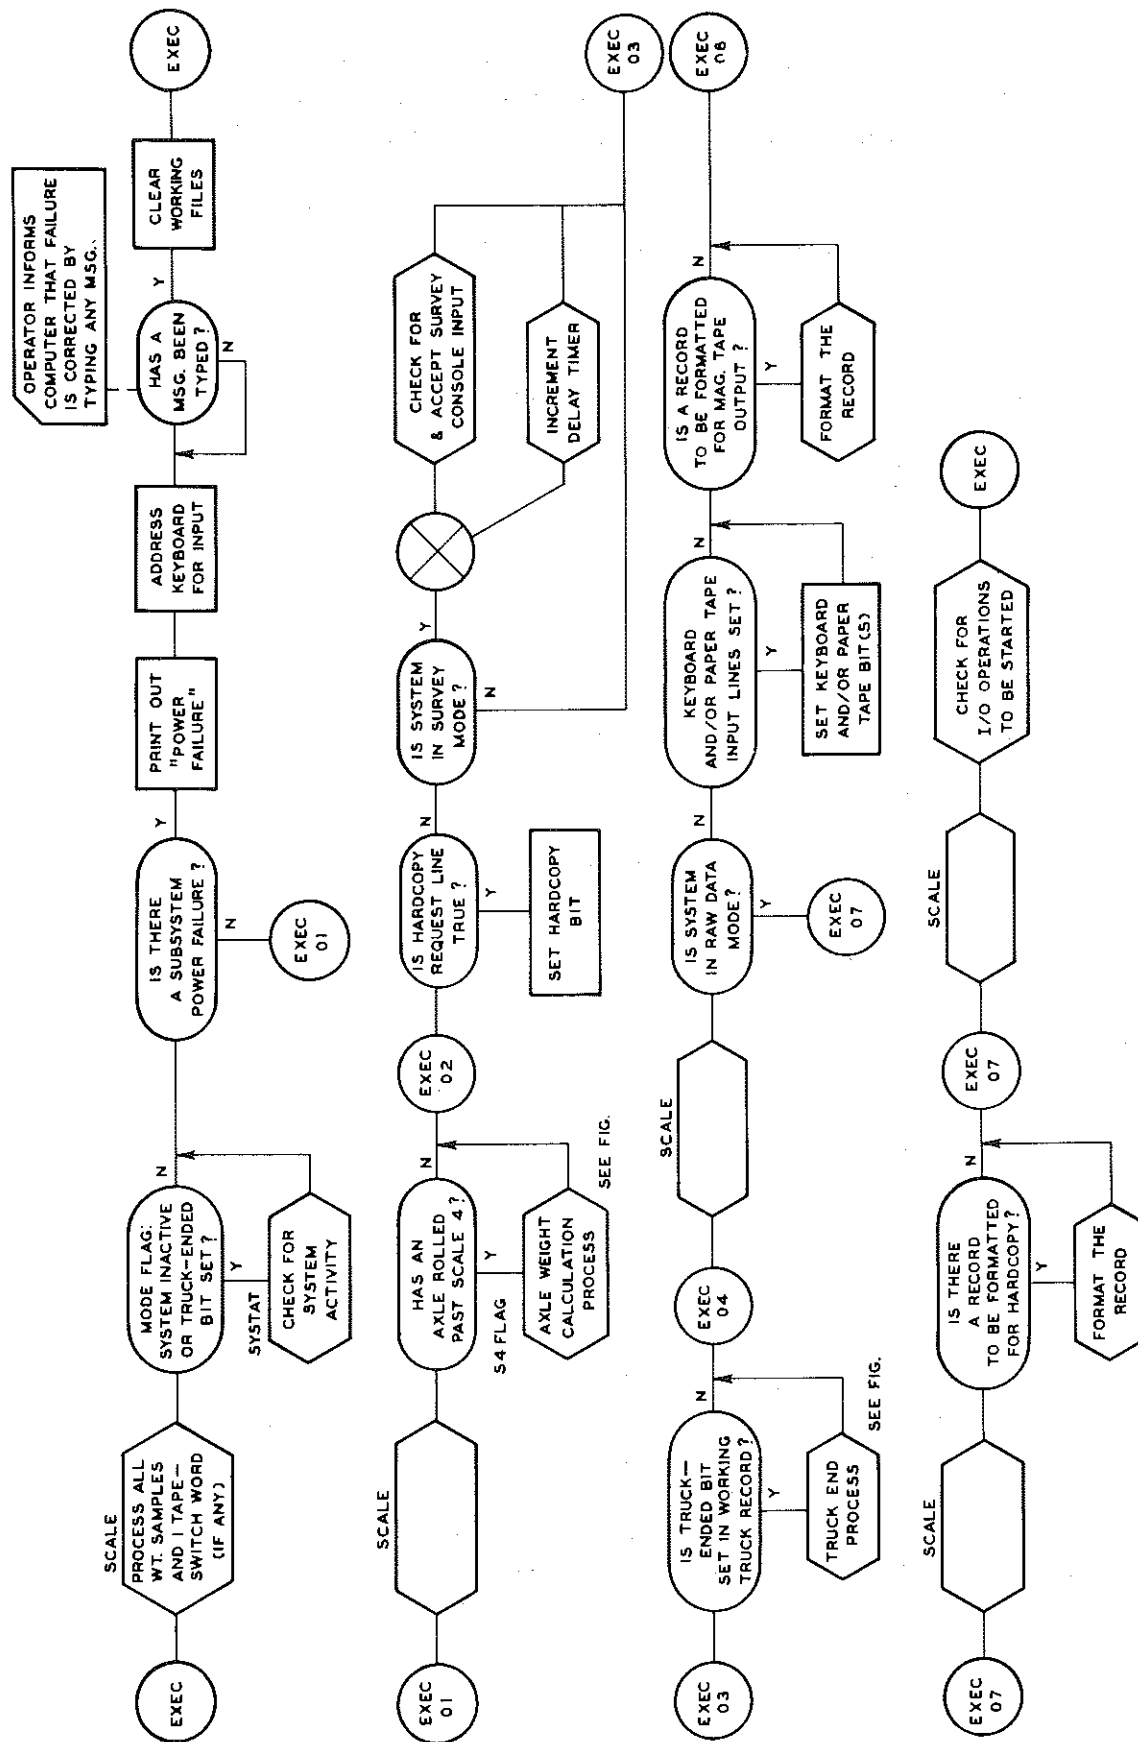 EXEC
SCALE
PROCESS ALL
WT. SAMPLES
AND 1 TAPE—
SWITCH WORD
(IF ANY)
MODE FLAG:
SYSTEM INACTIVE
OR TRUCK-ENDED
BIT SET?
N
Y
SYSTAT
CHECK FOR
SYSTEM
ACTIVITY
IS THERE
A SUBSYSTEM
POWER FAILURE?
Y
N
EXEC
01
PRINT OUT
"POWER
FAILURE"
ADDRESS
KEYBOARD
FOR INPUT
OPERATOR INFORMS
COMPUTER THAT FAILURE
IS CORRECTED BY
TYPING ANY MSG.
HAS A
MSG. BEEN
TYPED?
Y
N
CLEAR
WORKING
FILES
EXEC
EXEC
01
SCALE
HAS AN
AXLE ROLLED
PAST SCALE 4?
N
Y
S4 FLAG
AXLE WEIGHT
CALCULATION
PROCESS
SEE FIG.
EXEC
02
IS HARDCOPY
REQUEST LINE
TRUE?
N
Y
SET HARDCOPY
BIT
IS SYSTEM
IN SURVEY
MODE?
Y
N
CHECK FOR
& ACCEPT SURVEY
CONSOLE INPUT
INCREMENT
DELAY TIMER
EXEC
03
EXEC
03
IS TRUCK—
ENDED BIT
SET IN WORKING
TRUCK RECORD?
N
Y
TRUCK END
PROCESS
SEE FIG.
EXEC
04
SCALE
IS SYSTEM
IN RAW DATA
MODE?
N
Y
EXEC
07
KEYBOARD
AND/OR PAPER TAPE
INPUT LINES SET?
N
Y
SET KEYBOARD
AND/OR PAPER
TAPE BIT(S)
IS A RECORD
TO BE FORMATTED
FOR MAG. TAPE
OUTPUT?
N
Y
FORMAT THE
RECORD
EXEC
06
EXEC
07
SCALE
IS THERE
A RECORD
TO BE FORMATTED
FOR HARDCOPY?
N
Y
FORMAT THE
RECORD
EXEC
07
SCALE
CHECK FOR
I/O OPERATIONS
TO BE STARTED
EXEC